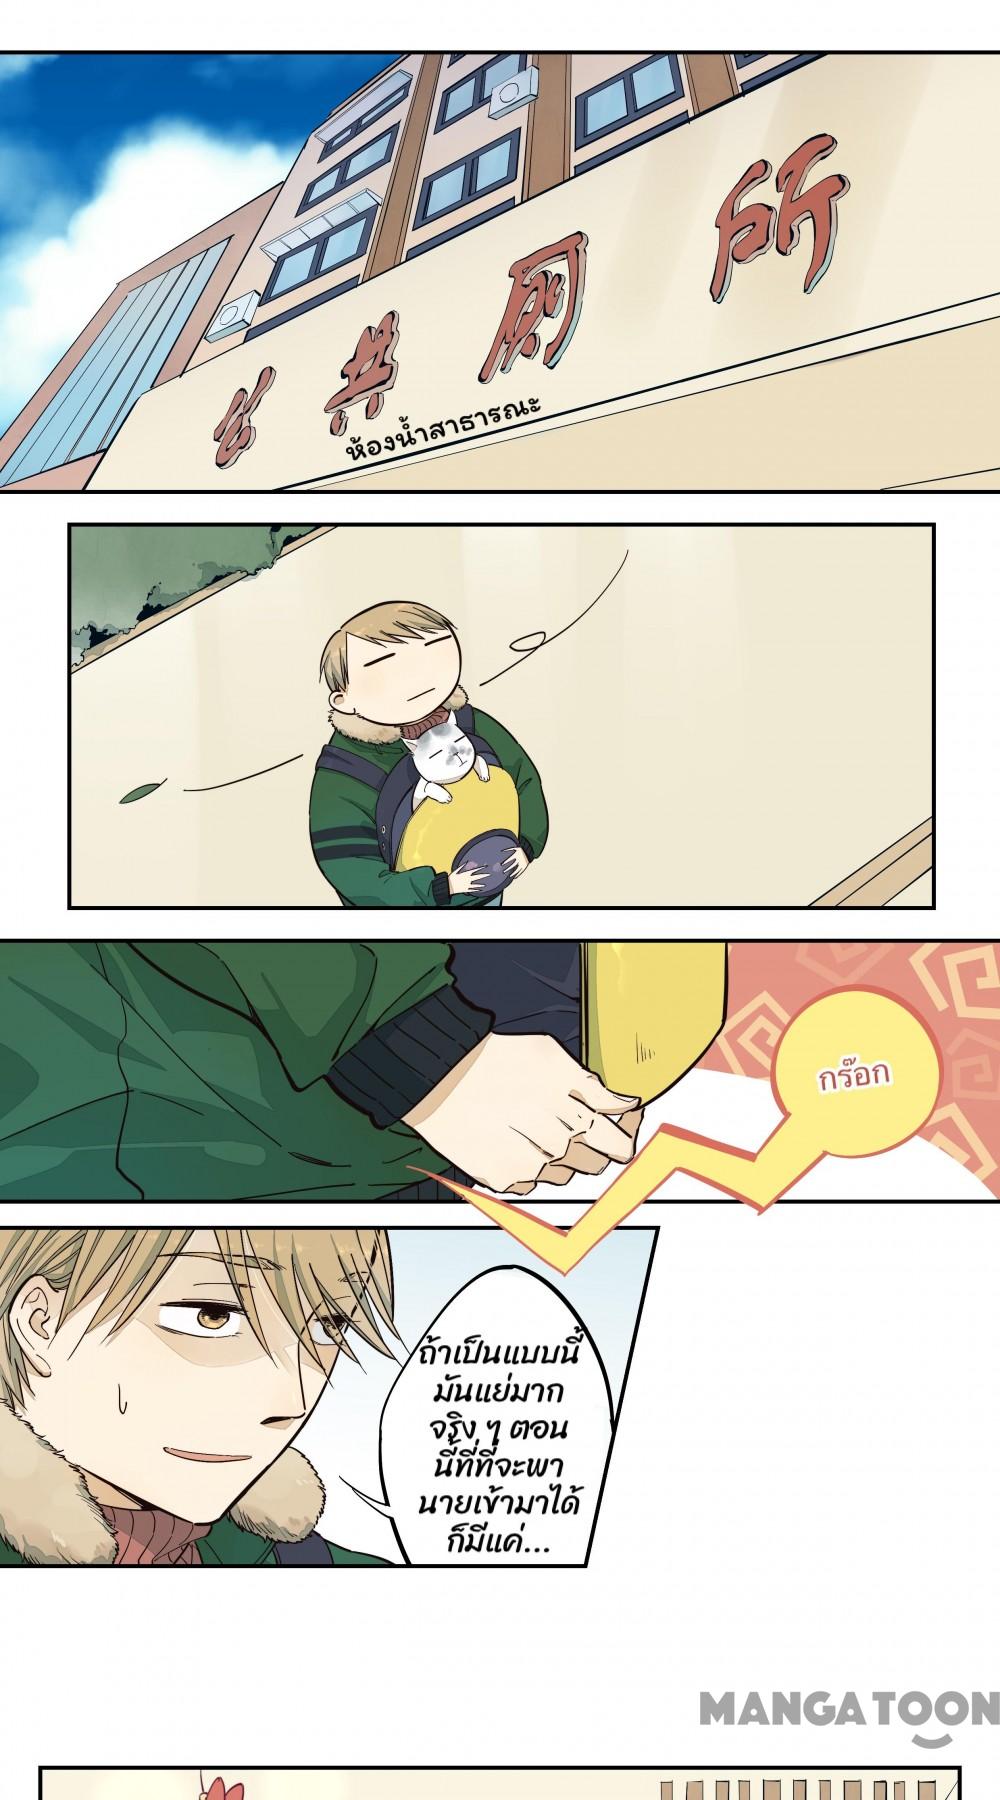 公共厕所
ห้องน้ำสาธารณะ
กร๊อก
ถ้าเป็นแบบนี้
มันแย่มาก
จริง ๆ ตอน
นี้ที่ที่จะพา
นายเข้ามาได้
ก็มีแค่...
MANGATOON